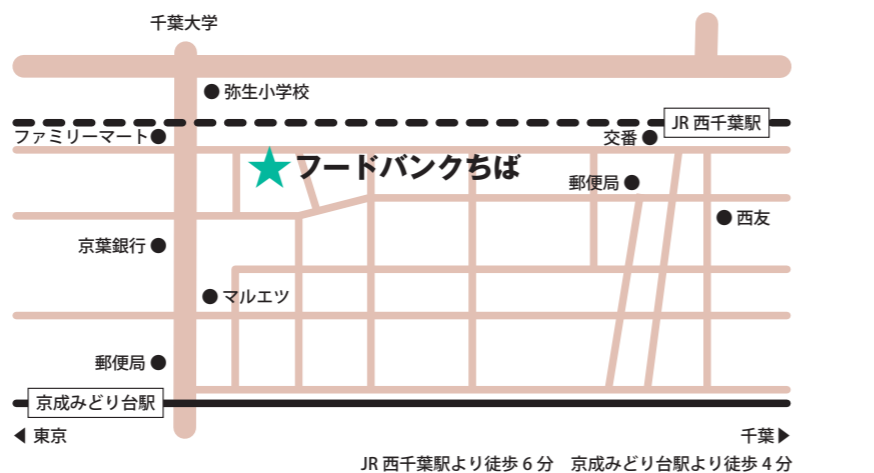 千葉大学
弥生小学校
JR 西千葉駅
ファミリーマート
交番
フードバンクちば
郵便局
西友
京葉銀行
マルエツ
郵便局
京成みどり台駅
東京
千葉
JR 西千葉駅より徒歩 6 分　京成みどり台駅より徒歩 4 分